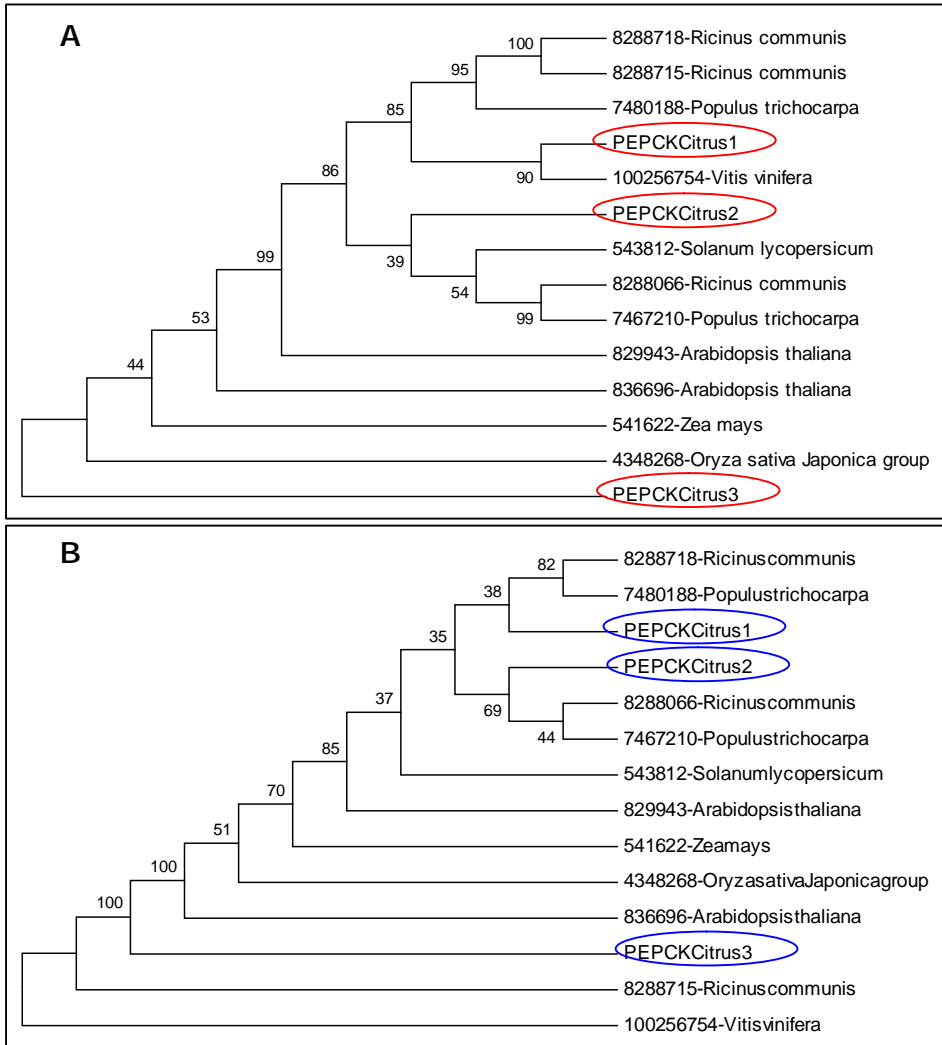 A
8288718-Ricinus communis
100
8288715-Ricinus communis
95
7480188-Populus trichocarpa
85
PEPCKCitrus1
90
100256754-Vitis vinifera
86
PEPCKCitrus2
39
543812-Solanum lycopersicum
99
8288066-Ricinus communis
54
99
7467210-Populus trichocarpa
53
829943-Arabidopsis thaliana
44
836696-Arabidopsis thaliana
541622-Zea mays
4348268-Oryza sativa Japonica group
PEPCKCitrus3
B
8288718-Ricinuscommunis
82
7480188-Populustrichocarpa
38
PEPCKCitrus1
35
PEPCKCitrus2
69
8288066-Ricinuscommunis
37
44
7467210-Populustrichocarpa
85
543812-Solanumlycopersicum
70
829943-Arabidopsisthaliana
51
541622-Zeamays
100
4348268-OryzasativaJaponicagroup
100
836696-Arabidopsisthaliana
PEPCKCitrus3
8288715-Ricinuscommunis
100256754-Vitisvinifera